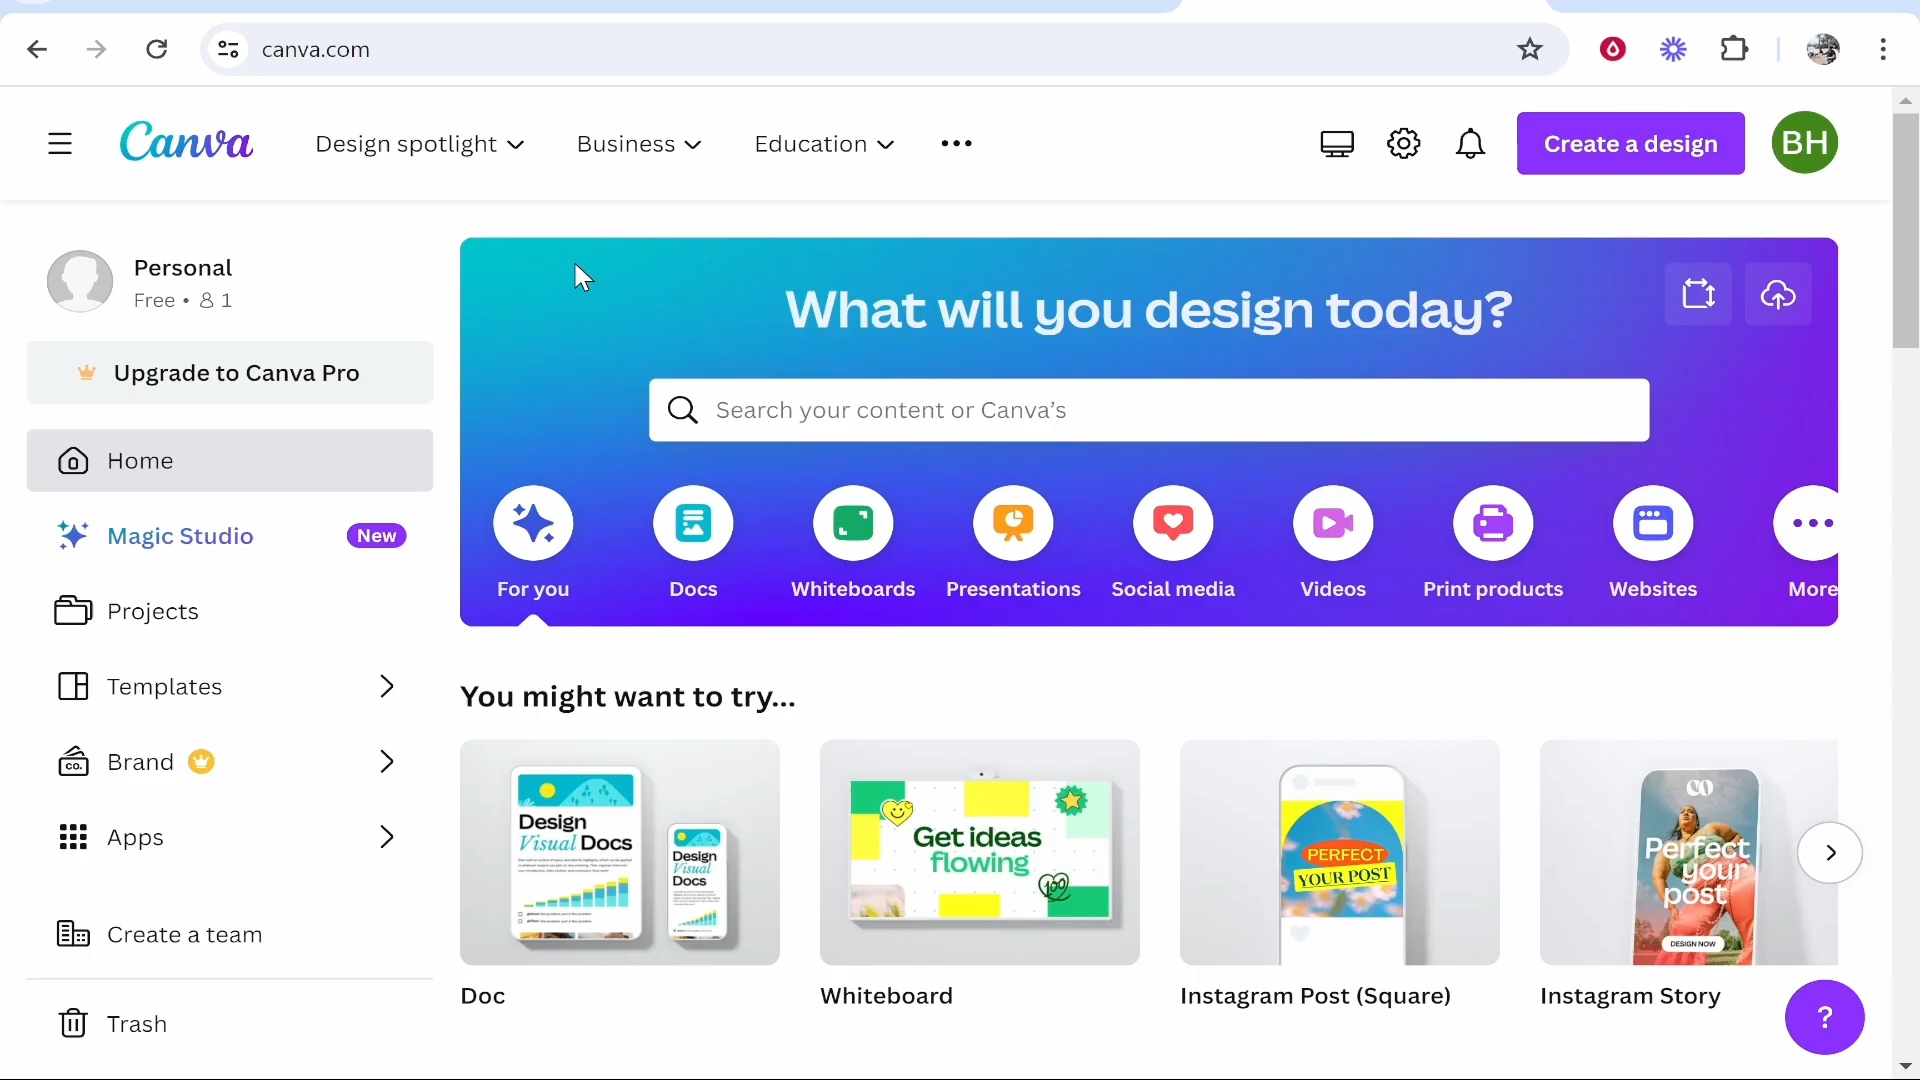 canva.com
Canva
Design spotlight
Business
Education
Create a design
BH
Personal
Free • 1
Upgrade to Canva Pro
Home
Magic Studio
New
Projects
Templates
CO.
Brand
Apps
Create a team
Trash
What will you design today?
Search your content or Canva’s
For you
Docs
Whiteboards
Presentations
Social media
Videos
Print products
Websites
More
You might want to try...
Design
Visual Docs
Design
Visual
Docs
Get ideas
flowing
100
PERFECT
YOUR POST
Perfect
your
post
DESIGN NOW
Doc
Whiteboard
Instagram Post (Square)
Instagram Story
?